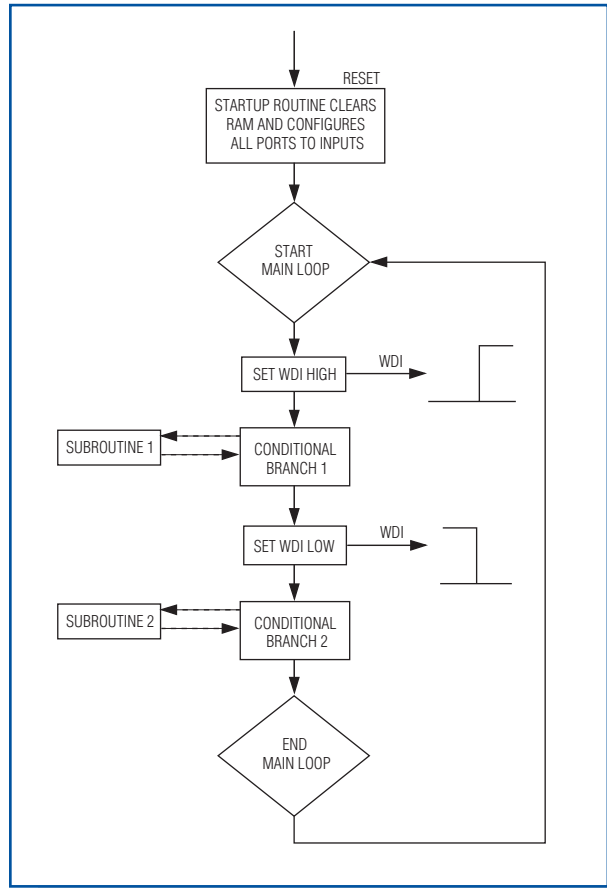 RESET
STARTUP ROUTINE CLEARS
RAM AND CONFIGURES
ALL PORTS TO INPUTS
START
MAIN LOOP
SET WDI HIGH
WDI
SUBROUTINE 1
CONDITIONAL
BRANCH 1
SET WDI LOW
WDI
SUBROUTINE 2
CONDITIONAL
BRANCH 2
END
MAIN LOOP